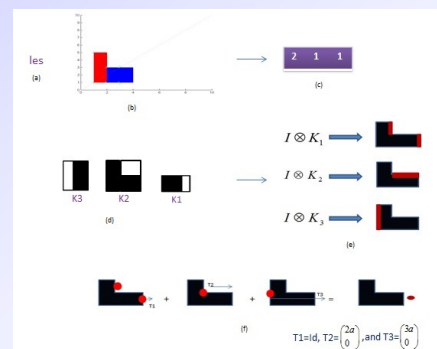 les
(a)
(b)
2 1 1
(c)
I ⊗ K₁
I ⊗ K₂
I ⊗ K₃
(e)
K3 K2 K1
(d)
T1 + T2 + T3 =
(f)
T1=Id, T2=(2a 0), and T3=(3a 0)